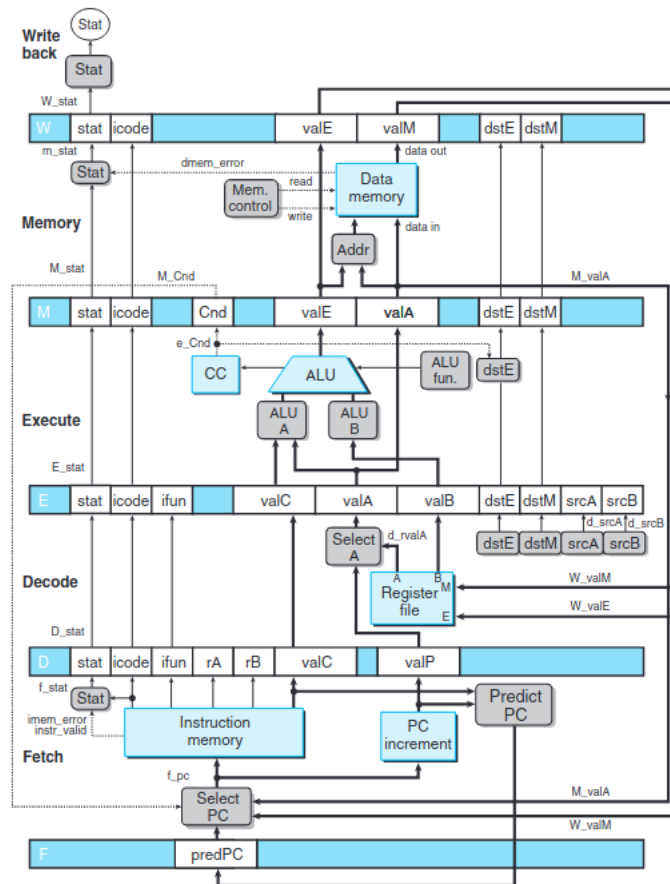 Stat
Write
back
Stat
W_stat
W stat icode valE valM dstE dstM
m_stat
data out
dmem_error
Stat
read
Mem.
control
Data
memory
write
Memory
data in
Addr
M_stat
M_Cnd
M_valA
M stat icode Cnd valE valA dstE dstM
e_Cnd
CC
ALU
ALU
fun.
dstE
ALU
A
ALU
B
Execute
E_stat
E stat icode ifun valC valA valB dstE dstM srcA srcB
d_srcA
d_srcB
Select
A
d_rvalA
dstE dstM srcA srcB
Decode
A B
M
Register
file
E
W_valM
W_valE
D_stat
D stat icode ifun rA rB valC valP
f_stat
Stat
imem_error
instr_valid
Instruction
memory
PC
increment
Predict
PC
Fetch
f_pc
M_valA
Select
PC
W_valM
F predPC